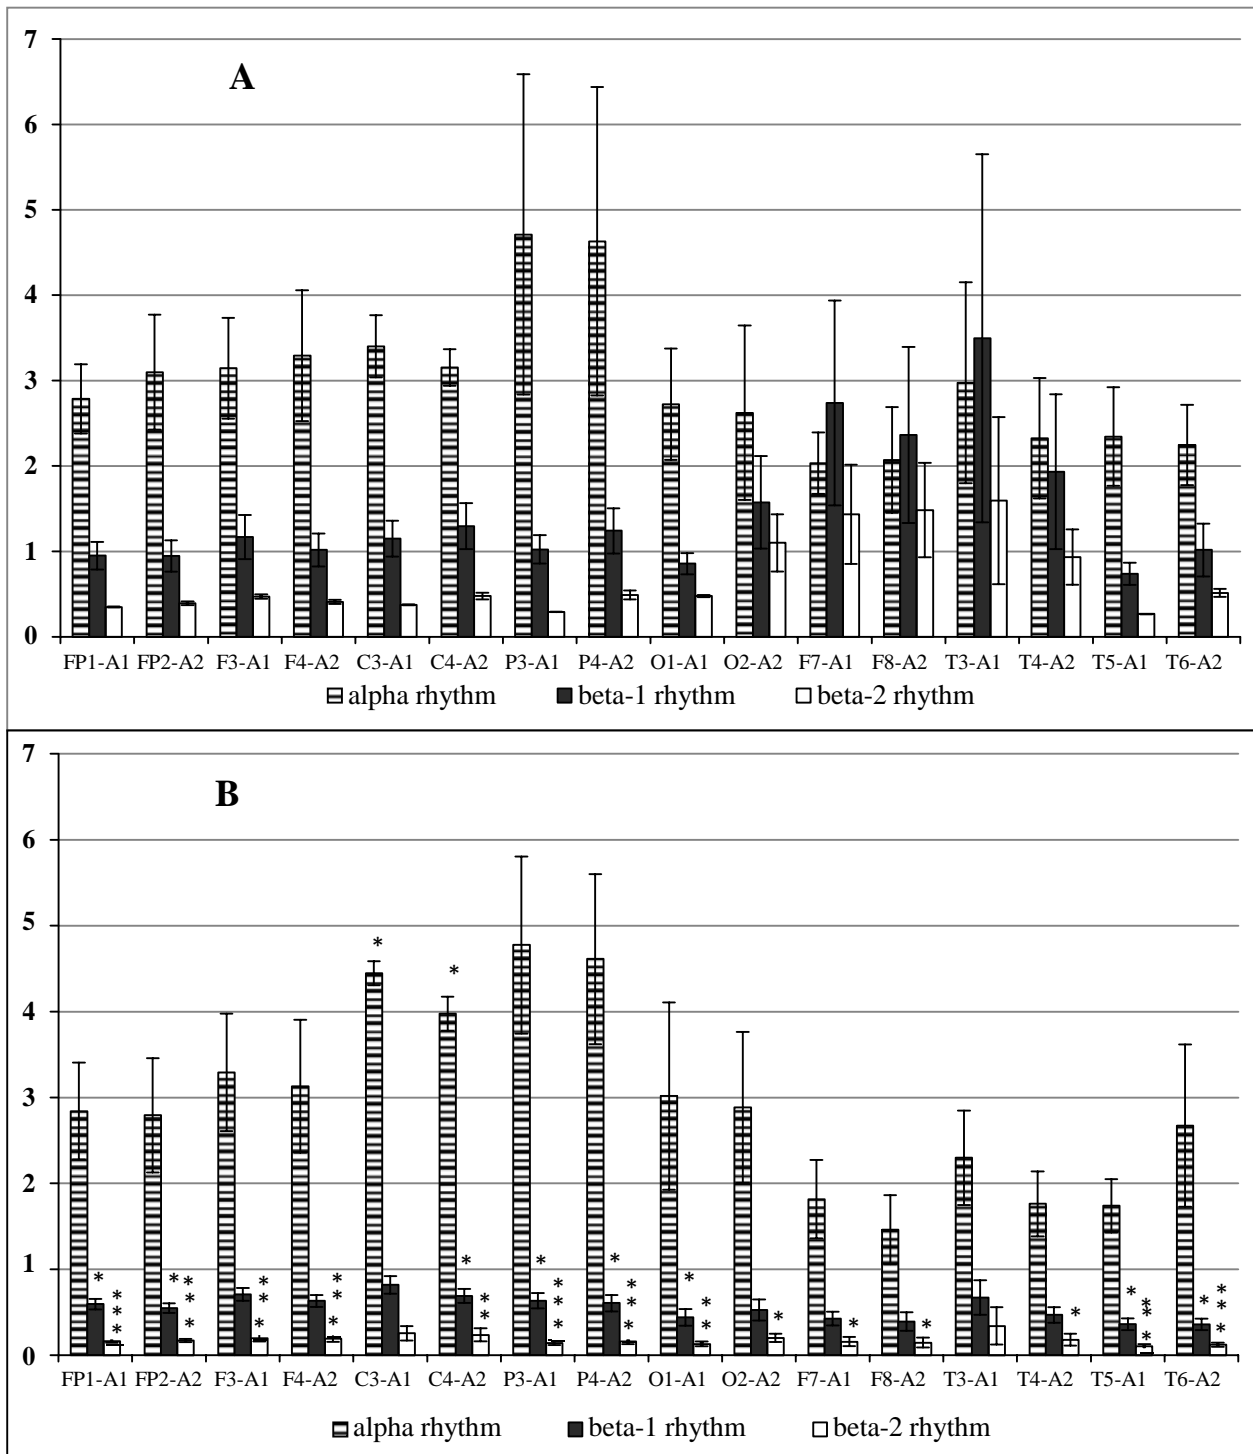 7
A
6
5
4
3
2
1
0
FP1-A1 FP2-A2 F3-A1 F4-A2 C3-A1 C4-A2 P3-A1 P4-A2 O1-A1 O2-A2 F7-A1 F8-A2 T3-A1 T4-A2 T5-A1 T6-A2
alpha rhythm beta-1 rhythm beta-2 rhythm
7
B
6
5
* *
4
3
2
1
* *** * *** *** *** * ** * *** * *** * ** * * * * * *** * ***
0
FP1-A1 FP2-A2 F3-A1 F4-A2 C3-A1 C4-A2 P3-A1 P4-A2 O1-A1 O2-A2 F7-A1 F8-A2 T3-A1 T4-A2 T5-A1 T6-A2
alpha rhythm beta-1 rhythm beta-2 rhythm